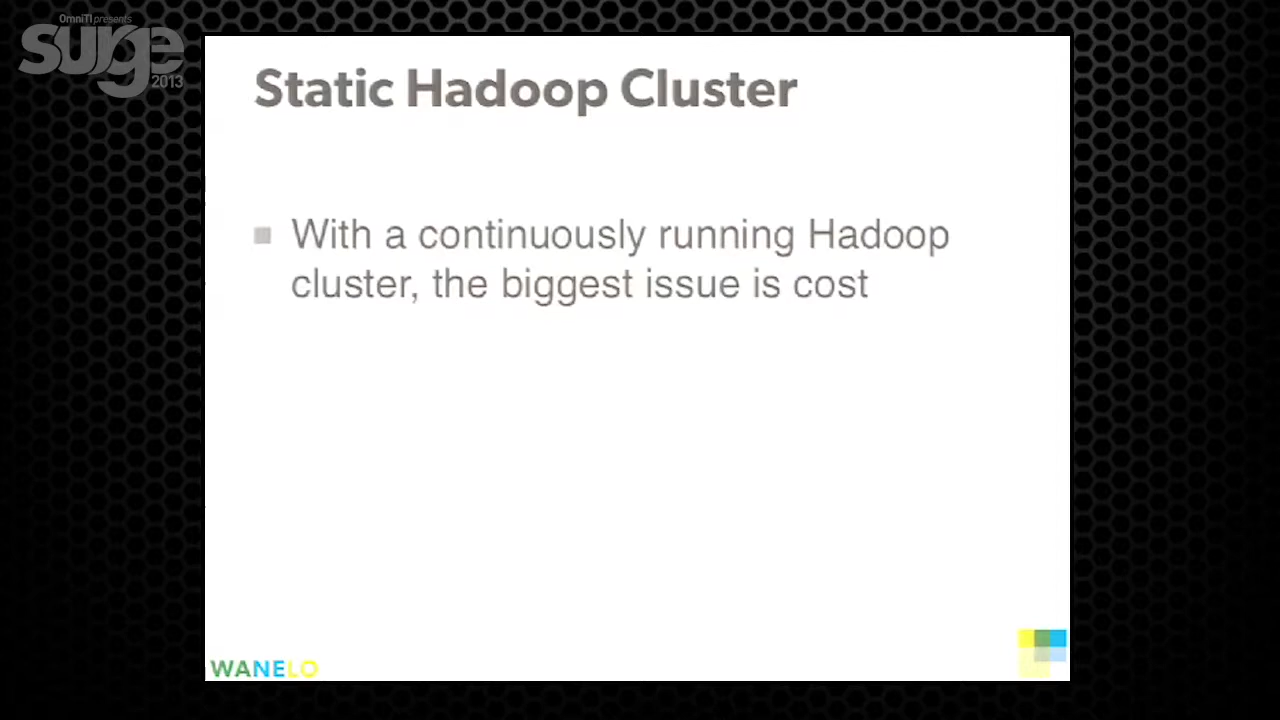 OmniTI presents
surge
2013
Static Hadoop Cluster
With a continuously running Hadoop
cluster, the biggest issue is cost
WANELO